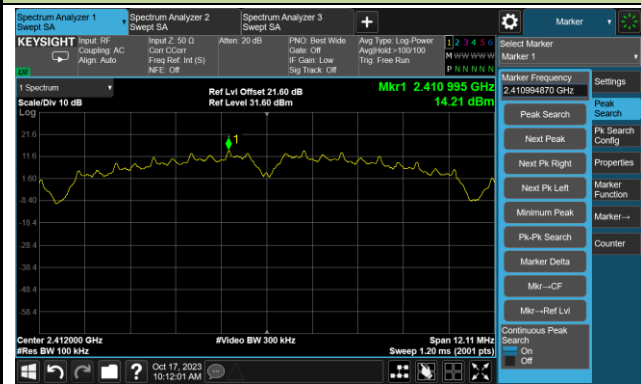 Spectrum Analyzer 1
Swept SA
Spectrum Analyzer 2
Swept SA
Spectrum Analyzer 3
Swept SA
Marker
KEYSIGHT
Input: RF
Coupling: AC
Align: Auto
Input Z: 50 Ω
Corr CCorr
Freq Ref: Int (S)
NFE: Off
Atten: 20 dB
PNO: Best Wide
Gate: Off
IF Gain: Low
Sig Track: Off
Avg Type: Log-Power
Avg|Hold:>100/100
Trig: Free Run
1 2 3 4 5 6
M W W W W W
P N N N N N
LW
1 Spectrum
Scale/Div 10 dB
Log
Ref Lvl Offset 21.60 dB
Ref Level 31.60 dBm
Mkr1 2.410 995 GHz
14.21 dBm
21.6
11.6
1.60
-8.40
-18.4
-28.4
-38.4
-48.4
-58.4
1
Center 2.412000 GHz
#Res BW 100 kHz
#Video BW 300 kHz
Span 12.11 MHz
Sweep 1.20 ms (2001 pts)
Select Marker
Marker 1
Marker Frequency
2.410994870 GHz
Peak Search
Next Peak
Next Pk Right
Next Pk Left
Minimum Peak
Pk-Pk Search
Marker Delta
Mkr→CF
Mkr→Ref Lvl
Continuous Peak
Search
On
Off
Settings
Peak
Search
Pk Search
Config
Properties
Marker
Function
Marker→
Counter
Oct 17, 2023
10:12:01 AM